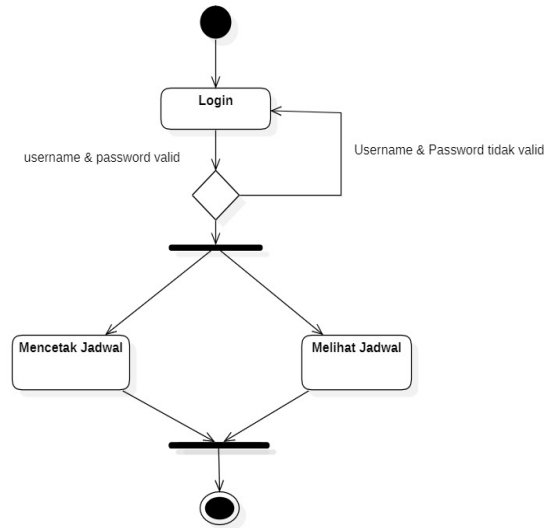 Login
Username & Password tidak valid
username & password valid
Mencetak Jadwal
Melihat Jadwal